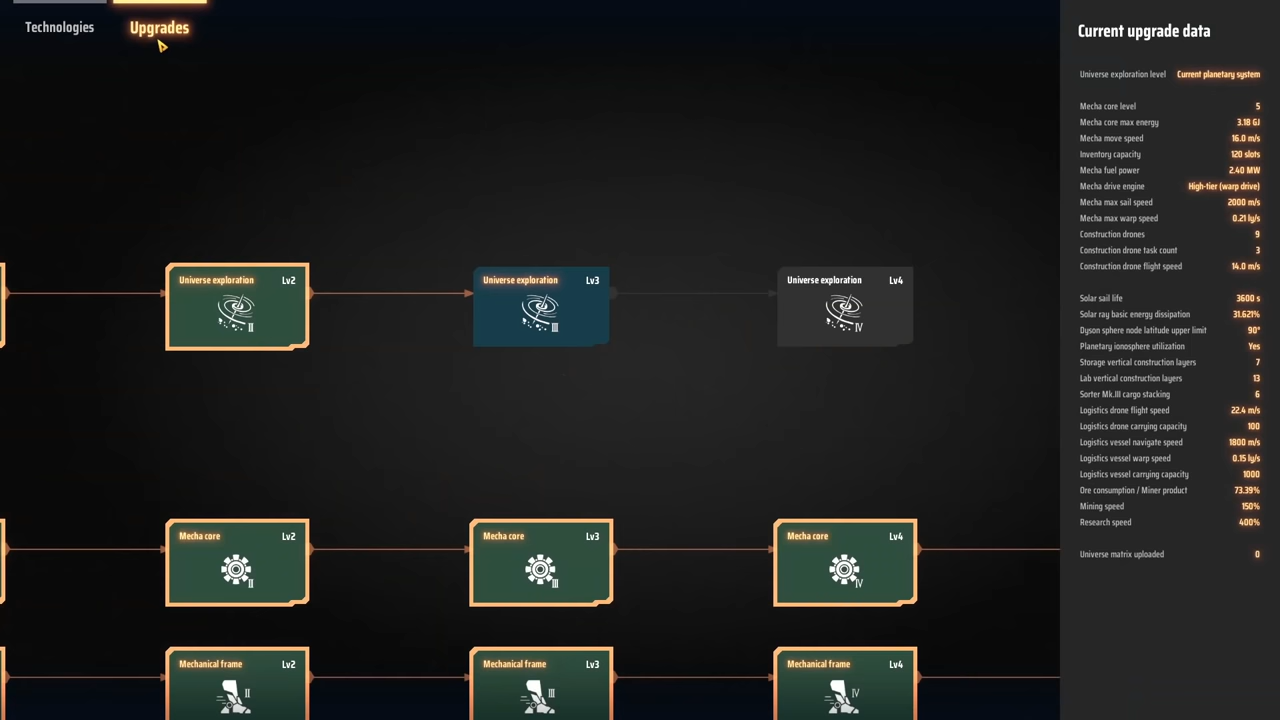 Technologies
Upgrades
Universe exploration Lv2
II
Universe exploration Lv3
III
Universe exploration Lv4
IV
Mecha core Lv2
II
Mecha core Lv3
III
Mecha core Lv4
IV
Mechanical frame Lv2
II
Mechanical frame Lv3
III
Mechanical frame Lv4
IV
Current upgrade data
Universe exploration level Current planetary system
Mecha core level 5
Mecha core max energy 3.18 GJ
Mecha move speed 16.0 m/s
Inventory capacity 120 slots
Mecha fuel power 2.40 MW
Mecha drive engine High-tier (warp drive)
Mecha max sail speed 2000 m/s
Mecha max warp speed 0.21 ly/s
Construction drones 9
Construction drone task count 3
Construction drone flight speed 14.0 m/s
Solar sail life 3600 s
Solar ray basic energy dissipation 31.621%
Dyson sphere node latitude upper limit 90°
Planetary ionosphere utilization Yes
Storage vertical construction layers 7
Lab vertical construction layers 13
Sorter Mk.III cargo stacking 6
Logistics drone flight speed 22.4 m/s
Logistics drone carrying capacity 100
Logistics vessel navigate speed 1800 m/s
Logistics vessel warp speed 0.15 ly/s
Logistics vessel carrying capacity 1000
Ore consumption / Miner product 73.39%
Mining speed 150%
Research speed 400%
Universe matrix uploaded 0